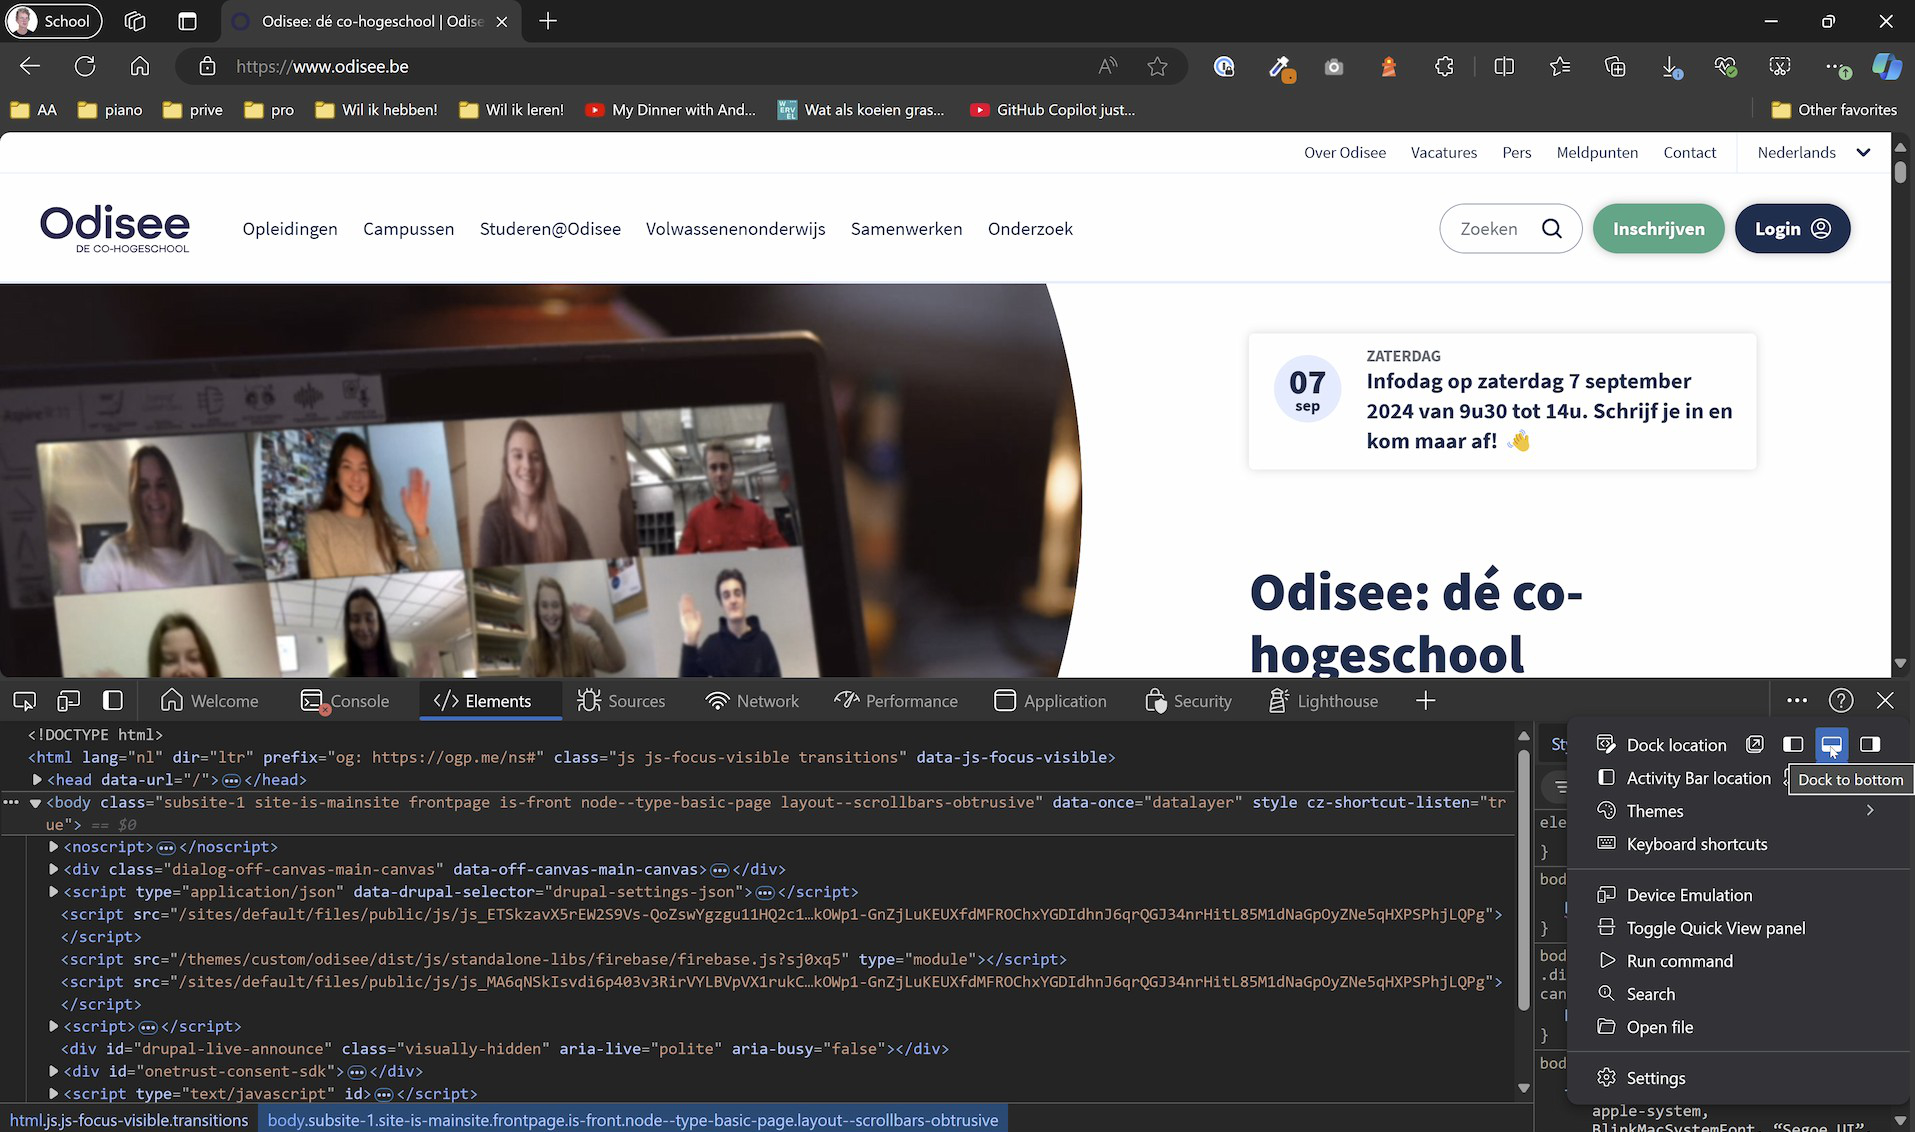 School
Odisee: dé co-hogeschool | Odise
https://www.odisee.be
AA
piano
prive
pro
Wil ik hebben!
Wil ik leren!
My Dinner with And...
Wat als koeien gras...
GitHub Copilot just...
Other favorites
Over Odisee
Vacatures
Pers
Meldpunten
Contact
Nederlands
Odisee
DE CO-HOGESCHOOL
Opleidingen
Campussen
Studeren@Odisee
Volwassenenonderwijs
Samenwerken
Onderzoek
Zoeken
Inschrijven
Login
07
sep
ZATERDAG
Infodag op zaterdag 7 september
2024 van 9u30 tot 14u. Schrijf je in en
kom maar af! 👋
Odisee: dé co-
hogeschool
Welcome
Console
</> Elements
Sources
Network
Performance
Application
Security
Lighthouse
<!DOCTYPE html>
<html lang="nl" dir="ltr" prefix="og: https://ogp.me/ns#" class="js js-focus-visible transitions" data-js-focus-visible>
<head data-url="/">…</head>
<body class="subsite-1 site-is-mainsite frontpage is-front node--type-basic-page layout--scrollbars-obtrusive" data-once="datalayer" style cz-shortcut-listen="tr
ue"> == $0
<noscript>…</noscript>
<div class="dialog-off-canvas-main-canvas" data-off-canvas-main-canvas>…</div>
<script type="application/json" data-drupal-selector="drupal-settings-json">…</script>
<script src="/sites/default/files/public/js/js_ETSkzavX5rEW2S9Vs-QoZswYgzgu11HQ2c1…kOWp1-GnZjLuKEUXfdMFROChxYGDIdhnJ6qrQGJ34nrHitL85M1dNaGpOyZNe5qHXPSPhjLQPg">
</script>
<script src="/themes/custom/odisee/dist/js/standalone-libs/firebase/firebase.js?sj0xq5" type="module"></script>
<script src="/sites/default/files/public/js/js_MA6qNSkIsvdi6p403v3RirVYLBVpVX1rukC…kOWp1-GnZjLuKEUXfdMFROChxYGDIdhnJ6qrQGJ34nrHitL85M1dNaGpOyZNe5qHXPSPhjLQPg">
</script>
<script>…</script>
<div id="drupal-live-announce" class="visually-hidden" aria-live="polite" aria-busy="false"></div>
<div id="onetrust-consent-sdk">…</div>
<script type="text/javascript" id>…</script>
html.js.js-focus-visible.transitions
body.subsite-1.site-is-mainsite.frontpage.is-front.node--type-basic-page.layout--scrollbars-obtrusive
Sty
ele
}
bod
}
bod
.di
can
}
bod
Dock location
Activity Bar location
Dock to bottom
Themes
Keyboard shortcuts
Device Emulation
Toggle Quick View panel
Run command
Search
Open file
Settings
apple-system,
BlinkMacSystemFont, "Segoe UI",